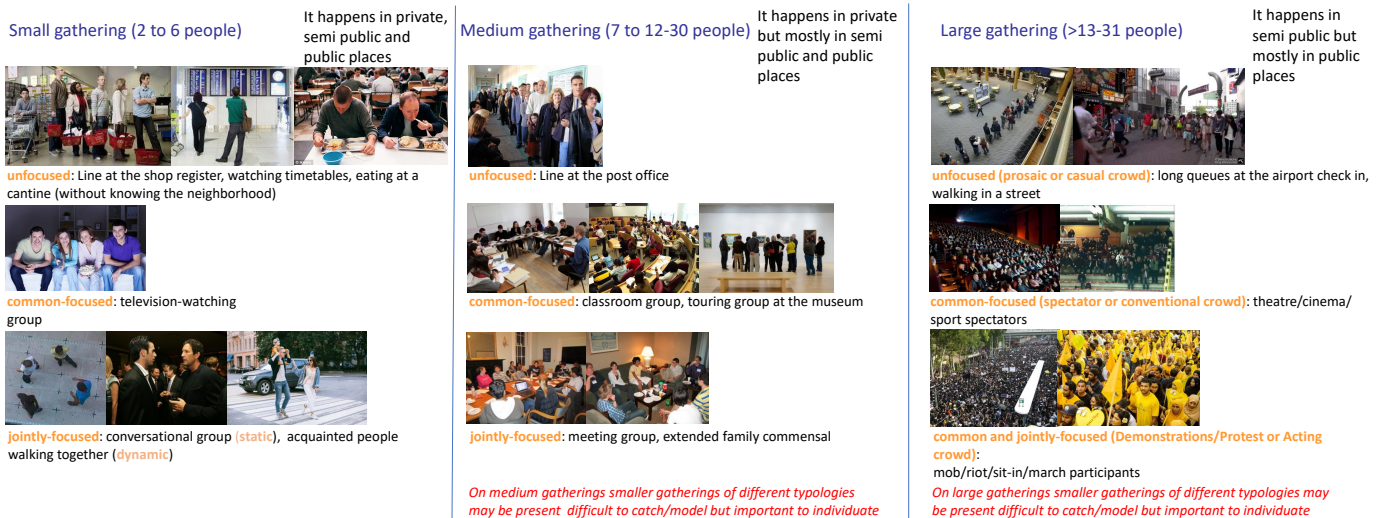 Small gathering (2 to 6 people)
It happens in private,
semi public and
public places
unfocused: Line at the shop register, watching timetables, eating at a
cantine (without knowing the neighborhood)
common-focused: television-watching
group
jointly-focused: conversational group (static),  acquainted people
walking together (dynamic)
Medium gathering (7 to 12-30 people)
It happens in private
but mostly in semi
public and public
places
unfocused: Line at the post office
common-focused: classroom group, touring group at the museum
jointly-focused: meeting group, extended family commensal
On medium gatherings smaller gatherings of different typologies
may be present  difficult to catch/model but important to individuate
Large gathering (>13-31 people)
It happens in
semi public but
mostly in public
places
unfocused (prosaic or casual crowd): long queues at the airport check in,
walking in a street
common-focused (spectator or conventional crowd): theatre/cinema/
sport spectators
common and jointly-focused (Demonstrations/Protest or Acting
crowd):
mob/riot/sit-in/march participants
On large gatherings smaller gatherings of different typologies may
be present difficult to catch/model but important to individuate